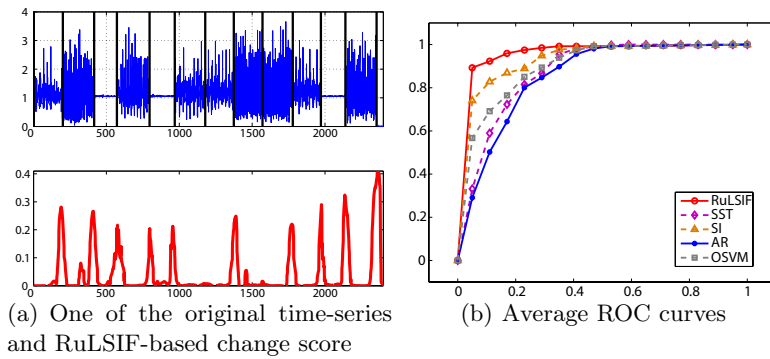 4
3
2
1
0
0 500 1000 1500 2000
0.4
0.3
0.2
0.1
0
0 500 1000 1500 2000
(a) One of the original time-series
and RuLSIF-based change score
1
0.8
0.6
0.4
0.2
0
0 0.2 0.4 0.6 0.8 1
RuLSIF
SST
SI
AR
OSVM
(b) Average ROC curves